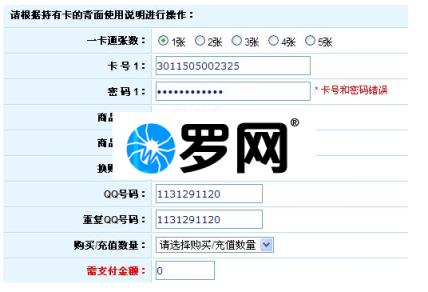 请根据持有卡的背面使用说明进行操作：
一卡通张数： 1张 2张 3张 4张 5张
卡 号 1： 3011505002325
密 码 1： ●●●●●●●●●●●● * 卡号和密码错误
商品
商品
罗网®
QQ号码： 1131291120
重复QQ号码： 1131291120
购买/充值数量： 请选择购买/充值数量
需支付金额： 0